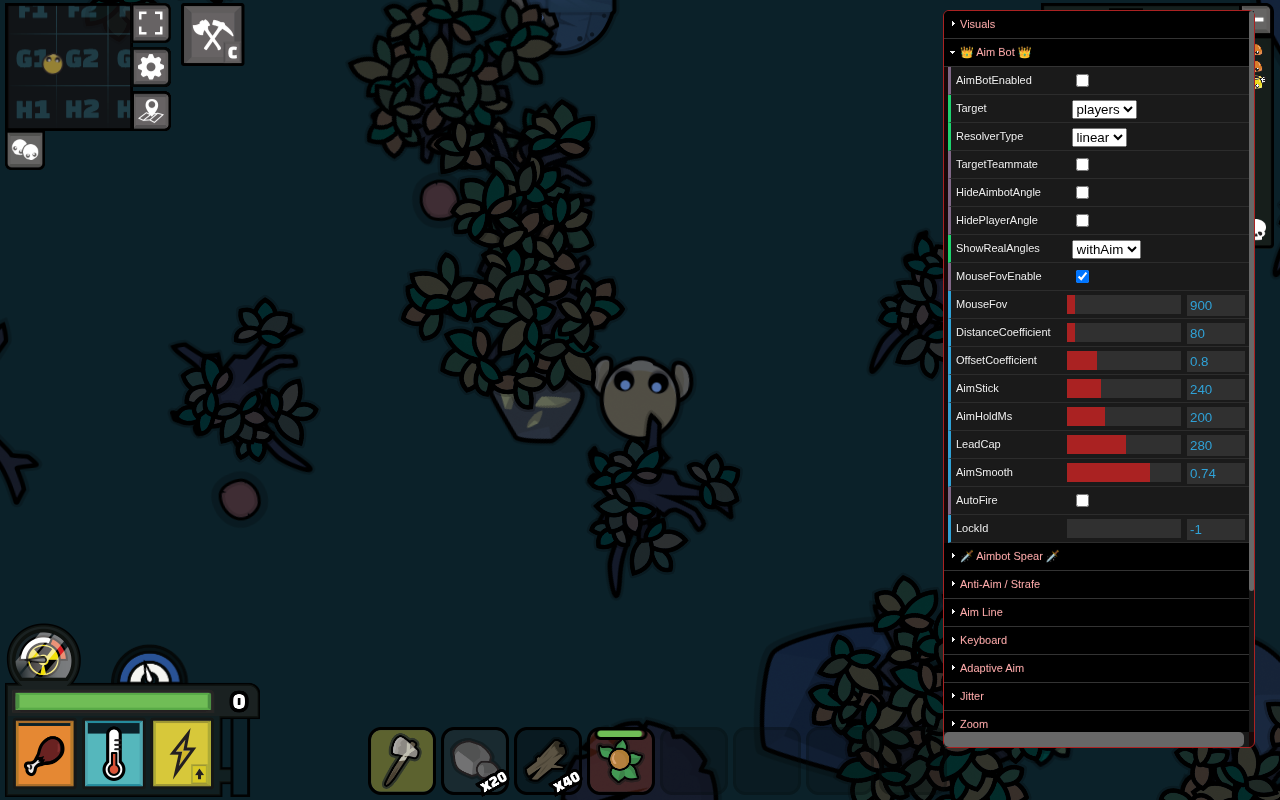 F1 F2 F
G1 G2 G
H1 H2 H
C
Visuals
👑 Aim Bot 👑
AimBotEnabled
Target players
ResolverType linear
TargetTeammate
HideAimbotAngle
HidePlayerAngle
ShowRealAngles withAim
MouseFovEnable
MouseFov 900
DistanceCoefficient 80
OffsetCoefficient 0.8
AimStick 240
AimHoldMs 200
LeadCap 280
AimSmooth 0.74
AutoFire
LockId -1
🗡️ Aimbot Spear 🗡️
Anti-Aim / Strafe
Aim Line
Keyboard
Adaptive Aim
Jitter
Zoom
0
X20
X40